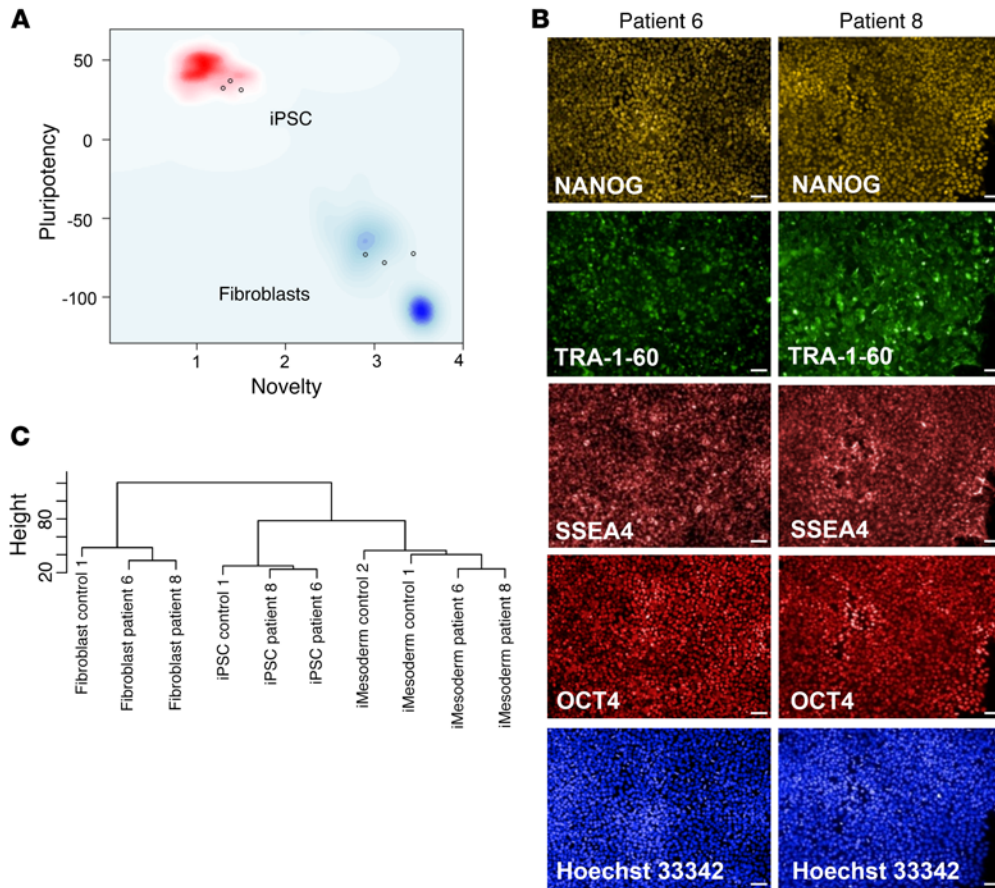 A
50
0
-50
-100
Pluripotency
iPSC
Fibroblasts
1
2
3
4
Novelty
B
Patient 6
Patient 8
NANOG
NANOG
TRA-1-60
TRA-1-60
SSEA4
SSEA4
OCT4
OCT4
Hoechst 33342
Hoechst 33342
C
Height
80
20
Fibroblast control 1
Fibroblast patient 6
Fibroblast patient 8
iPSC control 1
iPSC patient 8
iPSC patient 6
iMesoderm control 2
iMesoderm control 1
iMesoderm patient 6
iMesoderm patient 8